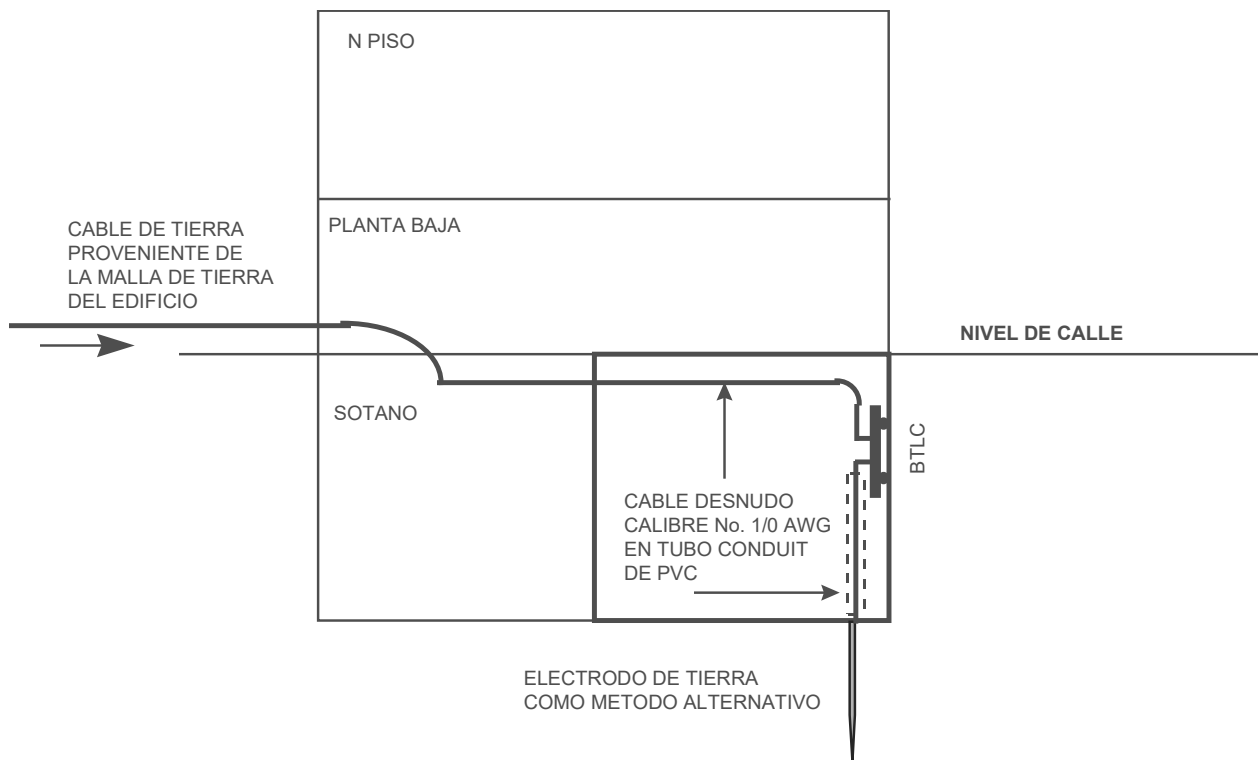 N PISO
PLANTA BAJA
CABLE DE TIERRA
PROVENIENTE DE
LA MALLA DE TIERRA
DEL EDIFICIO
NIVEL DE CALLE
SOTANO
BTLC
CABLE DESNUDO
CALIBRE No. 1/0 AWG
EN TUBO CONDUIT
DE PVC
ELECTRODO DE TIERRA
COMO METODO ALTERNATIVO